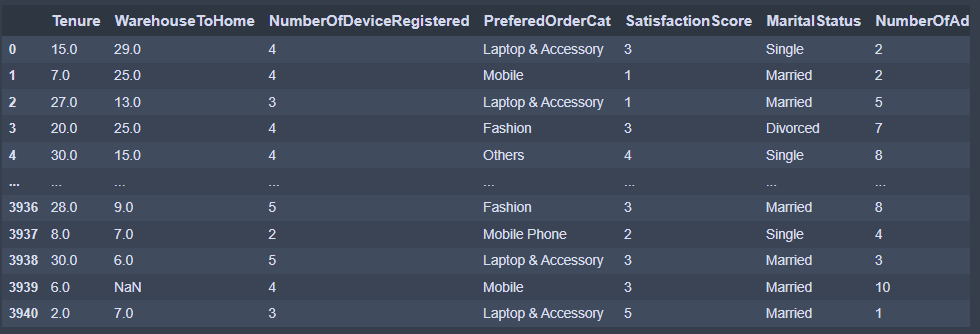 Tenure WarehouseToHome NumberOfDeviceRegistered PreferedOrderCat SatisfactionScore MaritalStatus NumberOfAd
0 15.0 29.0 4 Laptop & Accessory 3 Single 2
1 7.0 25.0 4 Mobile 1 Married 2
2 27.0 13.0 3 Laptop & Accessory 1 Married 5
3 20.0 25.0 4 Fashion 3 Divorced 7
4 30.0 15.0 4 Others 4 Single 8
... ... ... ... ... ... ... ...
3936 28.0 9.0 5 Fashion 3 Married 8
3937 8.0 7.0 2 Mobile Phone 2 Single 4
3938 30.0 6.0 5 Laptop & Accessory 3 Married 3
3939 6.0 NaN 4 Mobile 3 Married 10
3940 2.0 7.0 3 Laptop & Accessory 5 Married 1